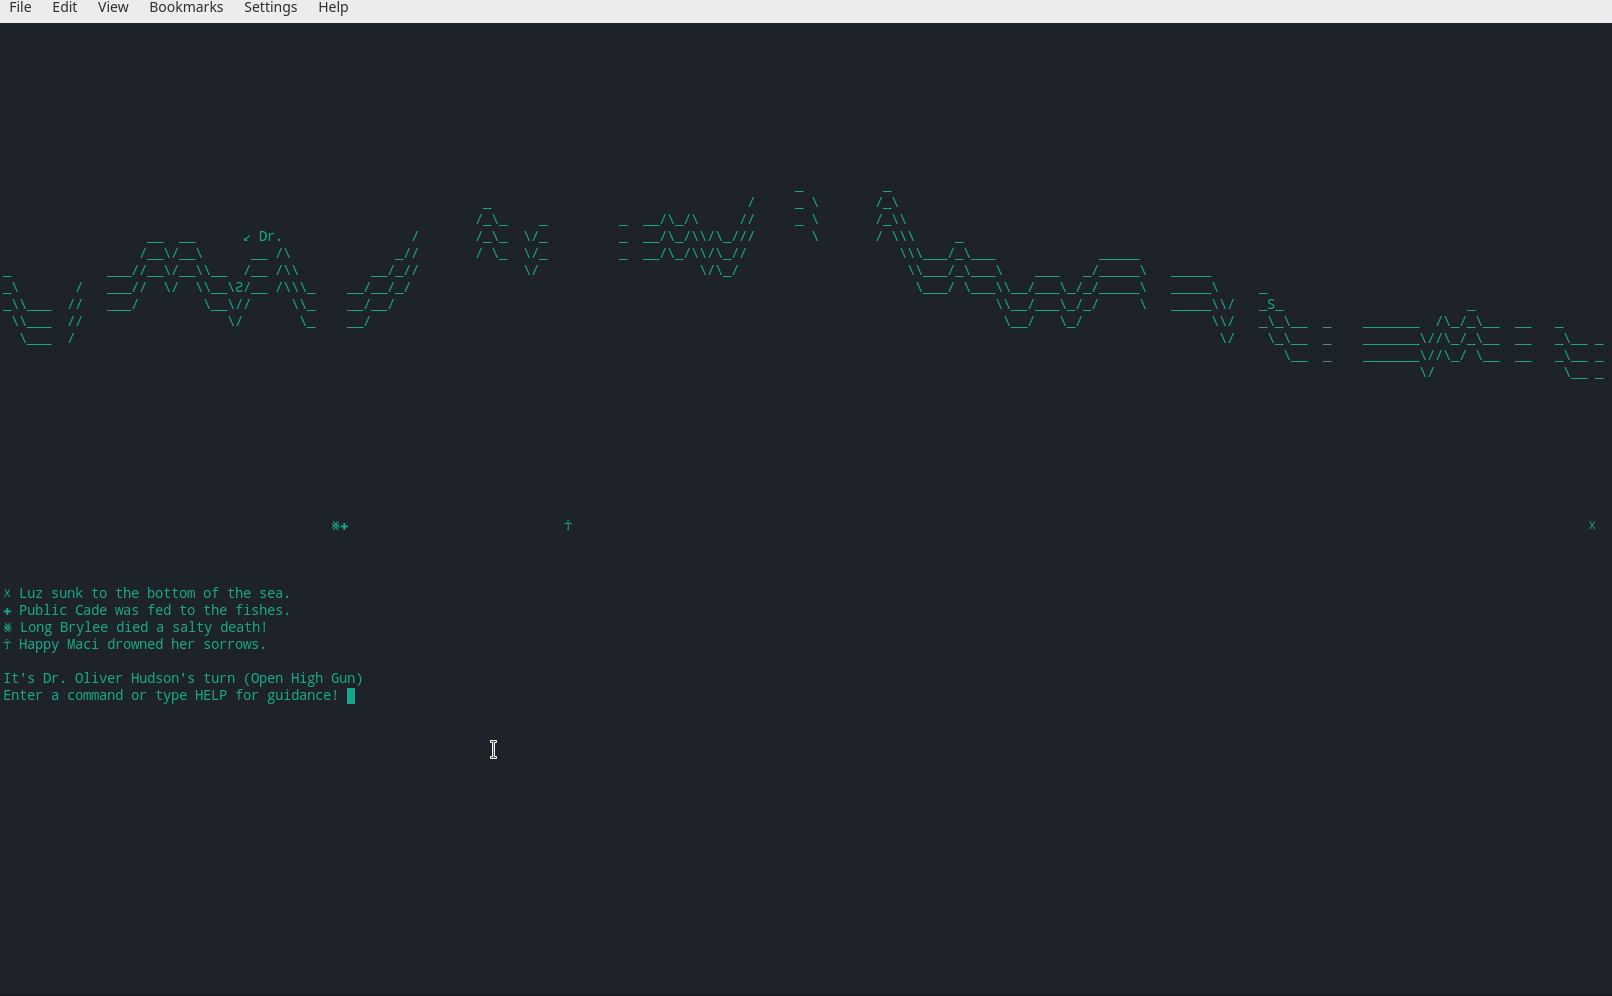 File Edit View Bookmarks Settings Help
↙ Dr.
Ƨ
S
※✚ ☥ ☓
☓ Luz sunk to the bottom of the sea.
✚ Public Cade was fed to the fishes.
※ Long Brylee died a salty death!
☥ Happy Maci drowned her sorrows.
It's Dr. Oliver Hudson's turn (Open High Gun)
Enter a command or type HELP for guidance!